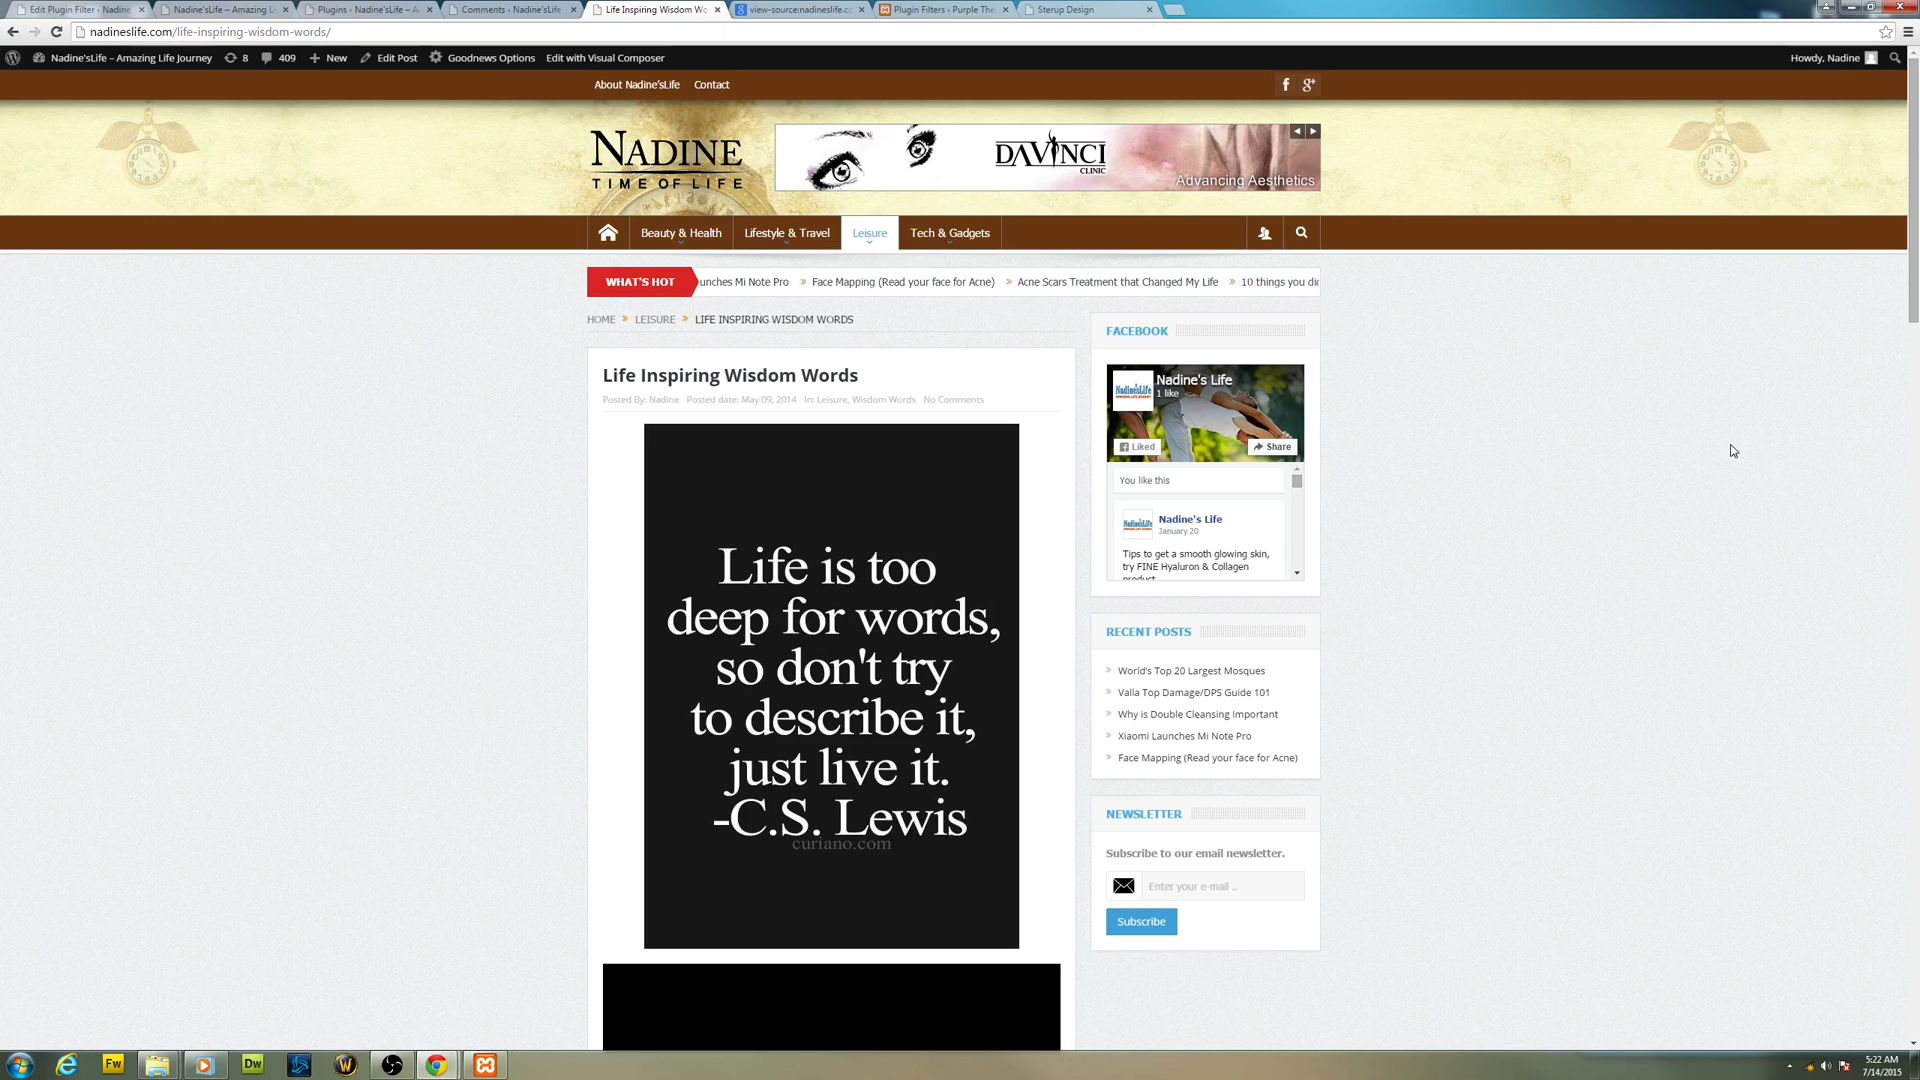 Edit Plugin Filter ‹ Nadine
Nadine'sLife – Amazing L
Plugins ‹ Nadine'sLife – A
Comments ‹ Nadine'sLife
Life Inspiring Wisdom Wo
view-source:nadineslife.co
Plugin Filters ‹ Purple The
Sterup Design
nadineslife.com/life-inspiring-wisdom-words/
Nadine'sLife – Amazing Life Journey
8
409
New
Edit Post
Goodnews Options
Edit with Visual Composer
Howdy, Nadine
About Nadine'sLife
Contact
NADINE
TIME OF LIFE
DAVINCI
CLINIC
Advancing Aesthetics
Beauty & Health
Lifestyle & Travel
Leisure
Tech & Gadgets
WHAT'S HOT
unches Mi Note Pro
Face Mapping (Read your face for Acne)
Acne Scars Treatment that Changed My Life
10 things you di
HOME » LEISURE » LIFE INSPIRING WISDOM WORDS
Life Inspiring Wisdom Words
Posted By: Nadine Posted date: May 09, 2014 In: Leisure, Wisdom Words No Comments
Life is too
deep for words,
so don't try
to describe it,
just live it.
-C.S. Lewis
curiano.com
FACEBOOK
Nadine'sLife
Nadine's Life
1 like
Liked
Share
You like this
Nadine'sLife
Nadine's Life
January 20
Tips to get a smooth glowing skin,
try FINE Hyaluron & Collagen
product
RECENT POSTS
World's Top 20 Largest Mosques
Valla Top Damage/DPS Guide 101
Why is Double Cleansing Important
Xiaomi Launches Mi Note Pro
Face Mapping (Read your face for Acne)
NEWSLETTER
Subscribe to our email newsletter.
Enter your e-mail ..
Subscribe
Fw
Dw
5:22 AM
7/14/2015